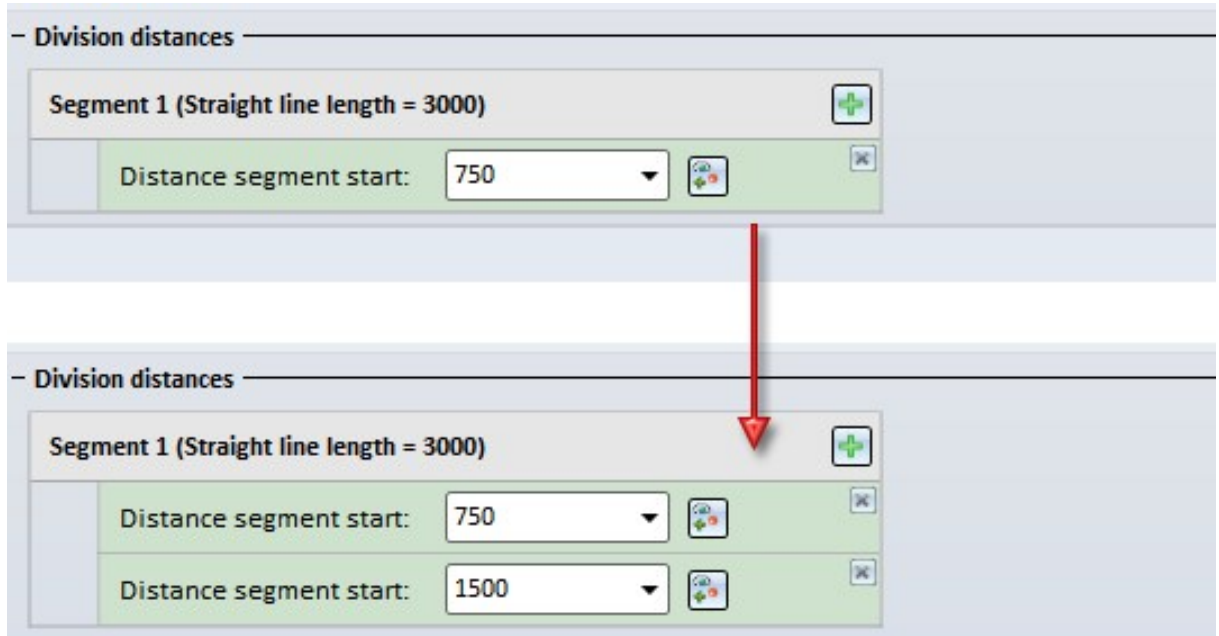 Division distances
Segment 1 (Straight line length = 3000)
Distance segment start: 750
Division distances
Segment 1 (Straight line length = 3000)
Distance segment start: 750
Distance segment start: 1500